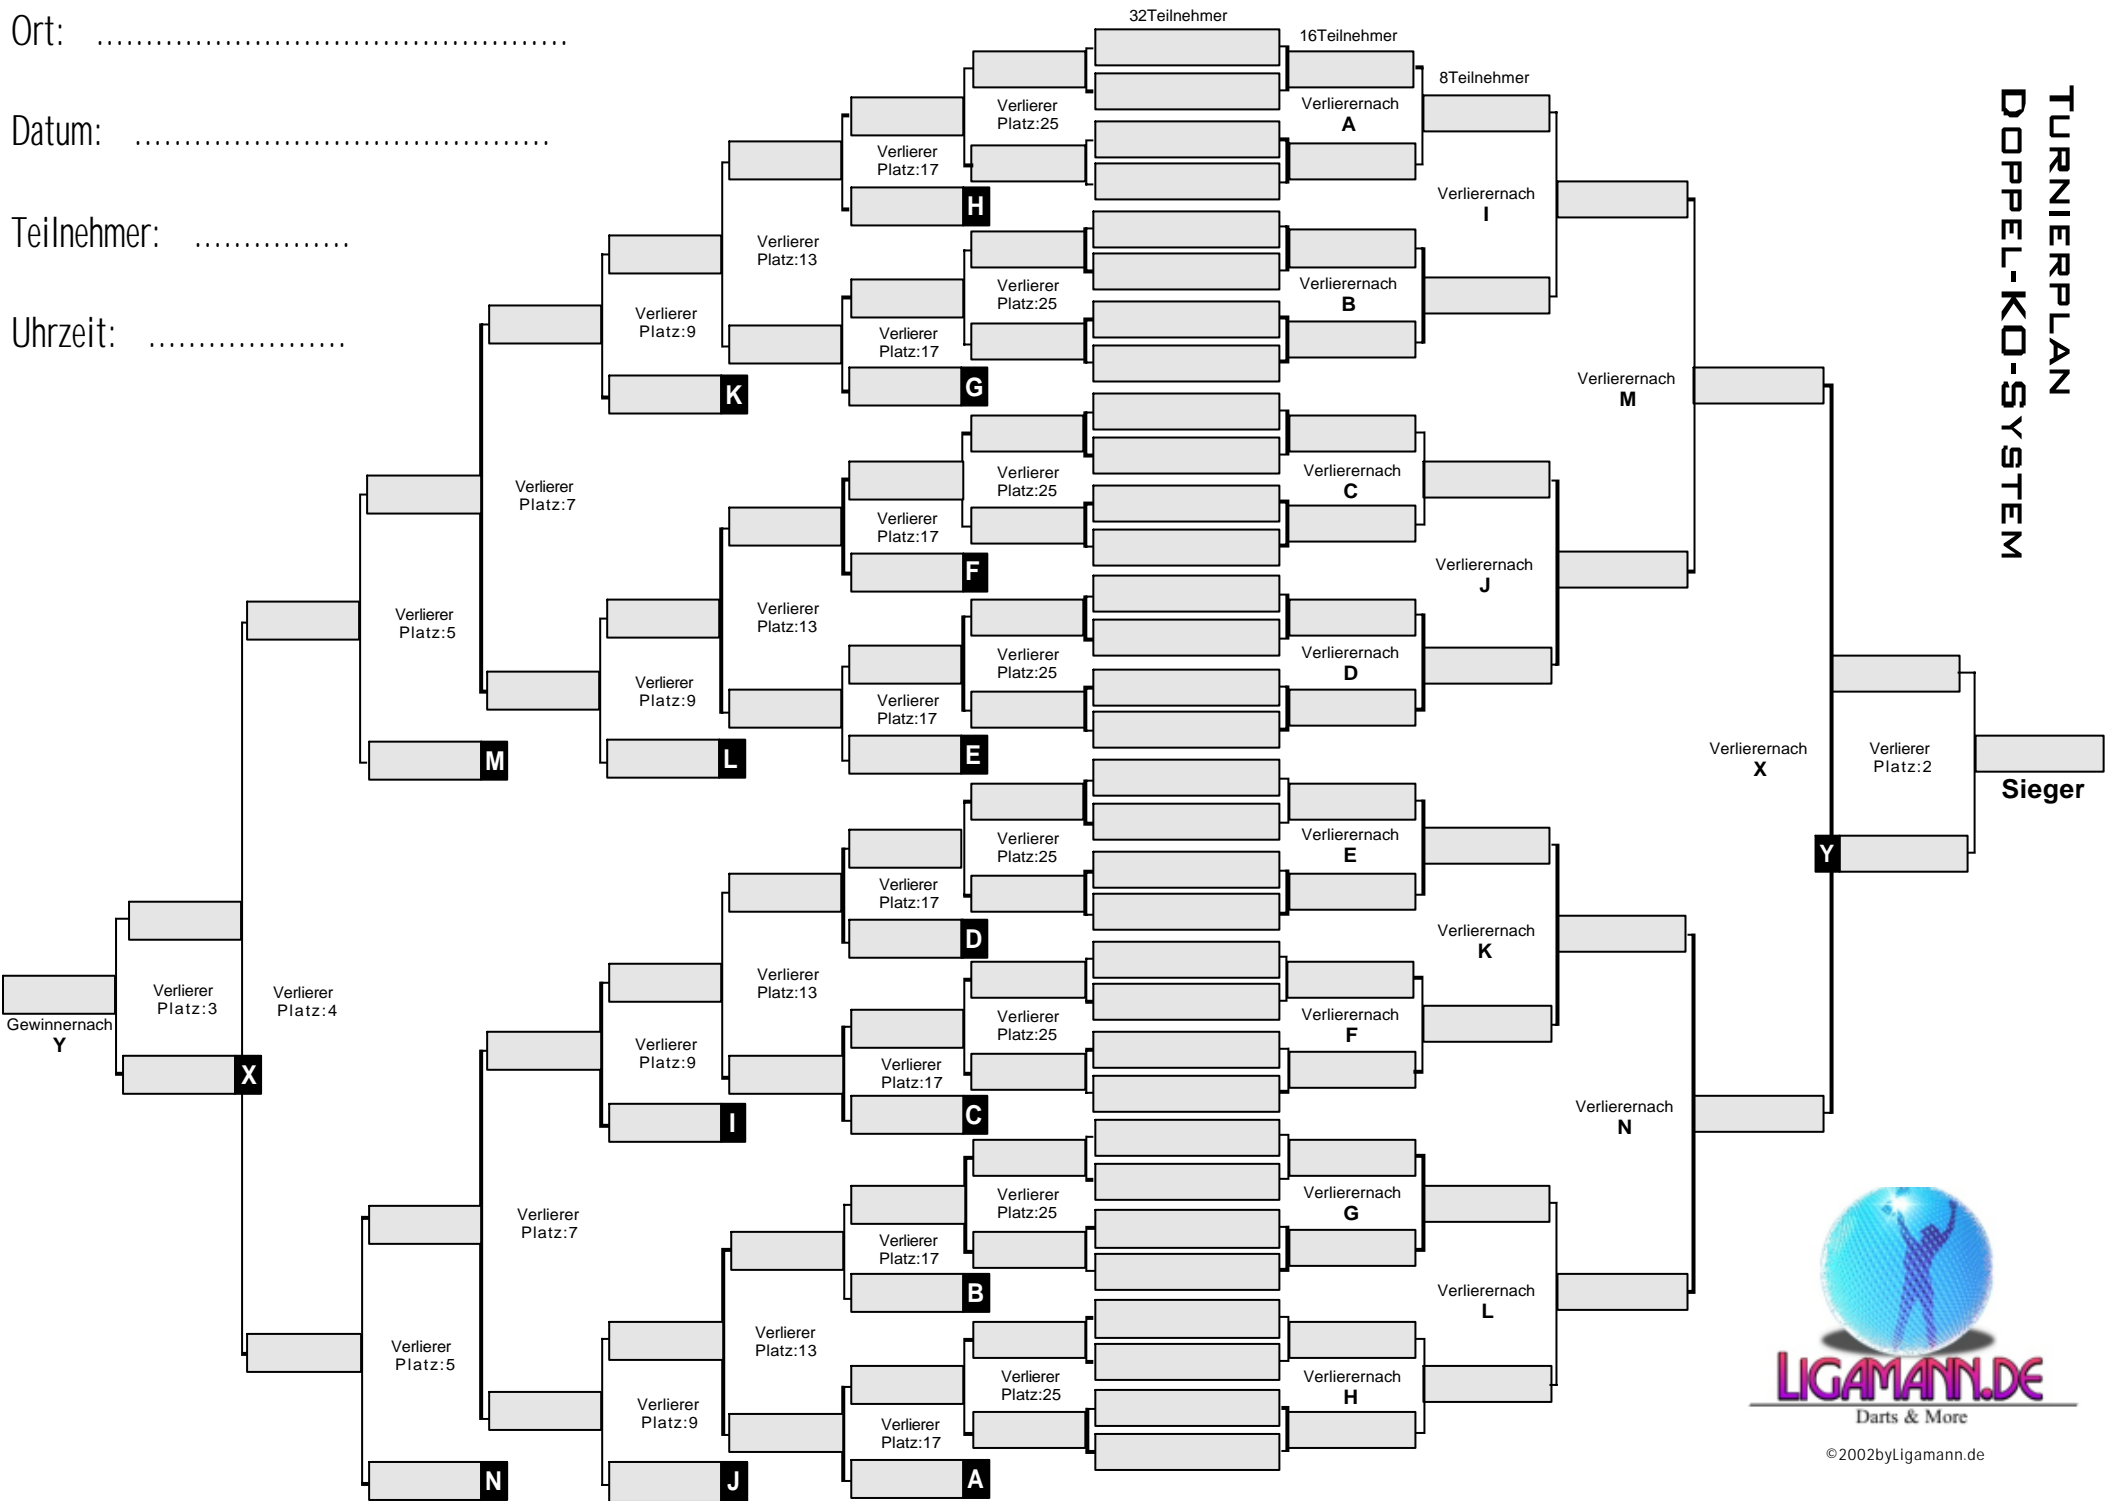 Ort: ................................................
Datum: ..........................................
Teilnehmer: ................
Uhrzeit: ....................
TURNIERPLAN
DOPPEL-KO-SYSTEM
32Teilnehmer
16Teilnehmer
8Teilnehmer
Verlierernach
A
Verlierernach
B
Verlierernach
C
Verlierernach
D
Verlierernach
E
Verlierernach
F
Verlierernach
G
Verlierernach
H
Verlierernach
I
Verlierernach
J
Verlierernach
K
Verlierernach
L
Verlierernach
M
Verlierernach
N
Verlierernach
X
Verlierer
Platz:2
Y
Sieger
Verlierer
Platz:25
Verlierer
Platz:25
Verlierer
Platz:25
Verlierer
Platz:25
Verlierer
Platz:25
Verlierer
Platz:25
Verlierer
Platz:25
Verlierer
Platz:25
Verlierer
Platz:17
H
Verlierer
Platz:17
G
Verlierer
Platz:17
F
Verlierer
Platz:17
E
Verlierer
Platz:17
D
Verlierer
Platz:17
C
Verlierer
Platz:17
B
Verlierer
Platz:17
A
Verlierer
Platz:13
Verlierer
Platz:13
Verlierer
Platz:13
Verlierer
Platz:13
Verlierer
Platz:9
K
Verlierer
Platz:9
L
Verlierer
Platz:9
I
Verlierer
Platz:9
J
Verlierer
Platz:7
Verlierer
Platz:7
Verlierer
Platz:5
M
Verlierer
Platz:5
N
Verlierer
Platz:4
Verlierer
Platz:3
X
Gewinnernach
Y
LIGAMANN.DE
Darts & More
©2002byLigamann.de